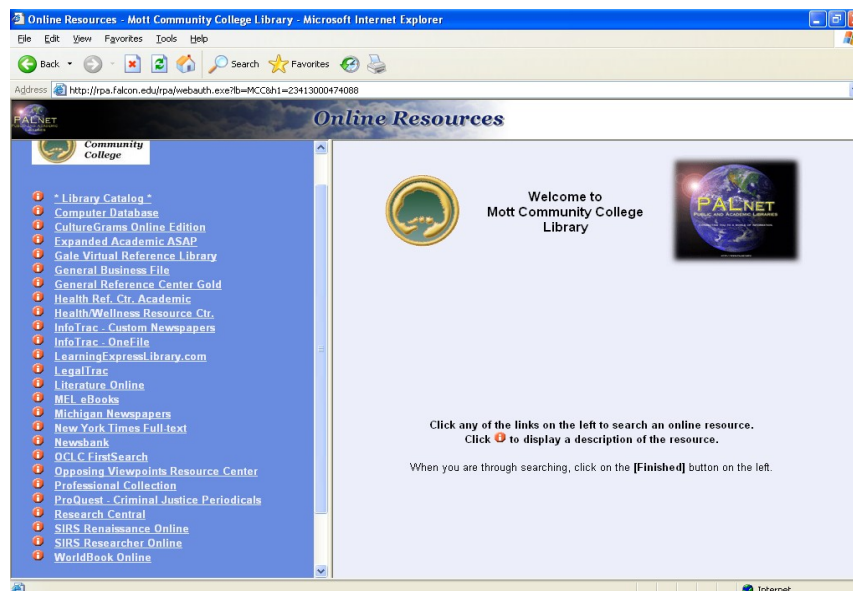 Online Resources - Mott Community College Library - Microsoft Internet Explorer
File Edit View Favorites Tools Help
Back Search Favorites
Address http://rpa.falcon.edu/rpa/webauth.exe?lb=MCC&h1=23413000474088
PALNET
Online Resources
Community
College
* Library Catalog *
Computer Database
CultureGrams Online Edition
Expanded Academic ASAP
Gale Virtual Reference Library
General Business File
General Reference Center Gold
Health Ref. Ctr. Academic
Health/Wellness Resource Ctr.
InfoTrac - Custom Newspapers
InfoTrac - OneFile
LearningExpressLibrary.com
LegalTrac
Literature Online
MEL eBooks
Michigan Newspapers
New York Times Full-text
Newsbank
OCLC FirstSearch
Opposing Viewpoints Resource Center
Professional Collection
ProQuest - Criminal Justice Periodicals
Research Central
SIRS Renaissance Online
SIRS Researcher Online
WorldBook Online
Welcome to
Mott Community College
Library
PALNET
PUBLIC AND ACADEMIC LIBRARIES
Click any of the links on the left to search an online resource.
Click to display a description of the resource.
When you are through searching, click on the [Finished] button on the left.
Internet